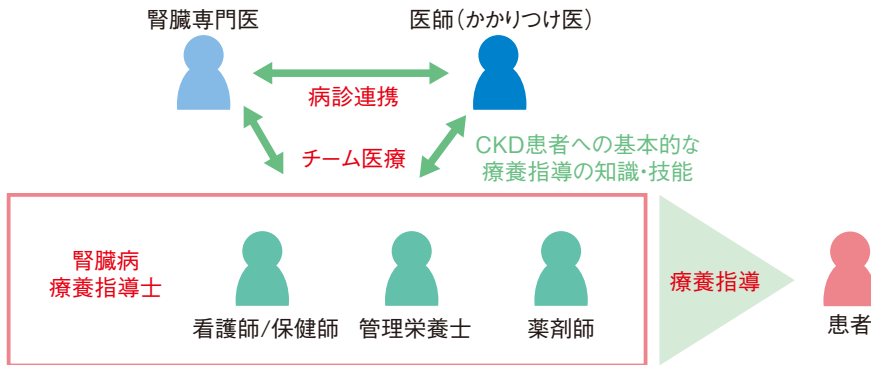 腎臓専門医
医師（かかりつけ医）
病診連携
チーム医療
CKD患者への基本的な
療養指導の知識・技能
腎臓病
療養指導士
看護師/保健師
管理栄養士
薬剤師
療養指導
患者